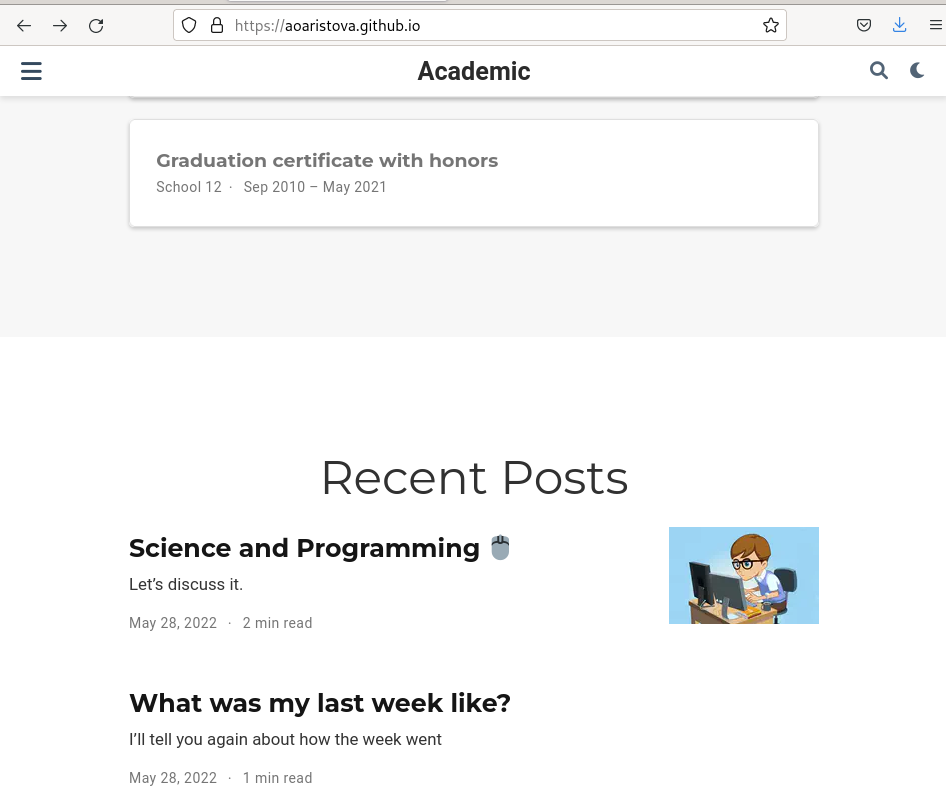 https://aoaristova.github.io
Academic
Graduation certificate with honors
School 12 · Sep 2010 – May 2021
Recent Posts
Science and Programming 🖱
Let’s discuss it.
May 28, 2022 · 2 min read
What was my last week like?
I’ll tell you again about how the week went
May 28, 2022 · 1 min read